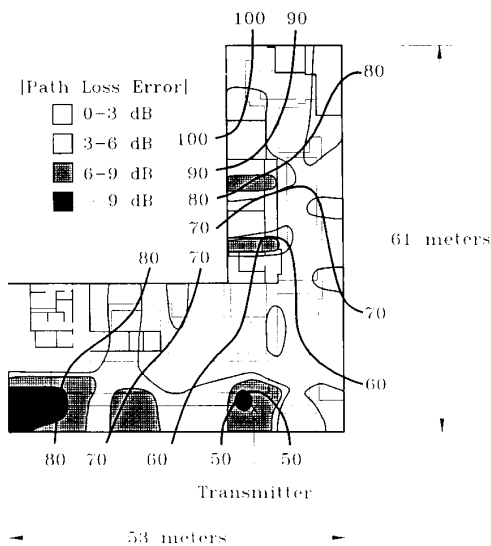 100 90
80
|Path Loss Error|
0-3 dB
3-6 dB
6-9 dB
9 dB
100
90
80
70
61 meters
80 70
70
60
80 70 60 50 50
Transmitter
53 meters